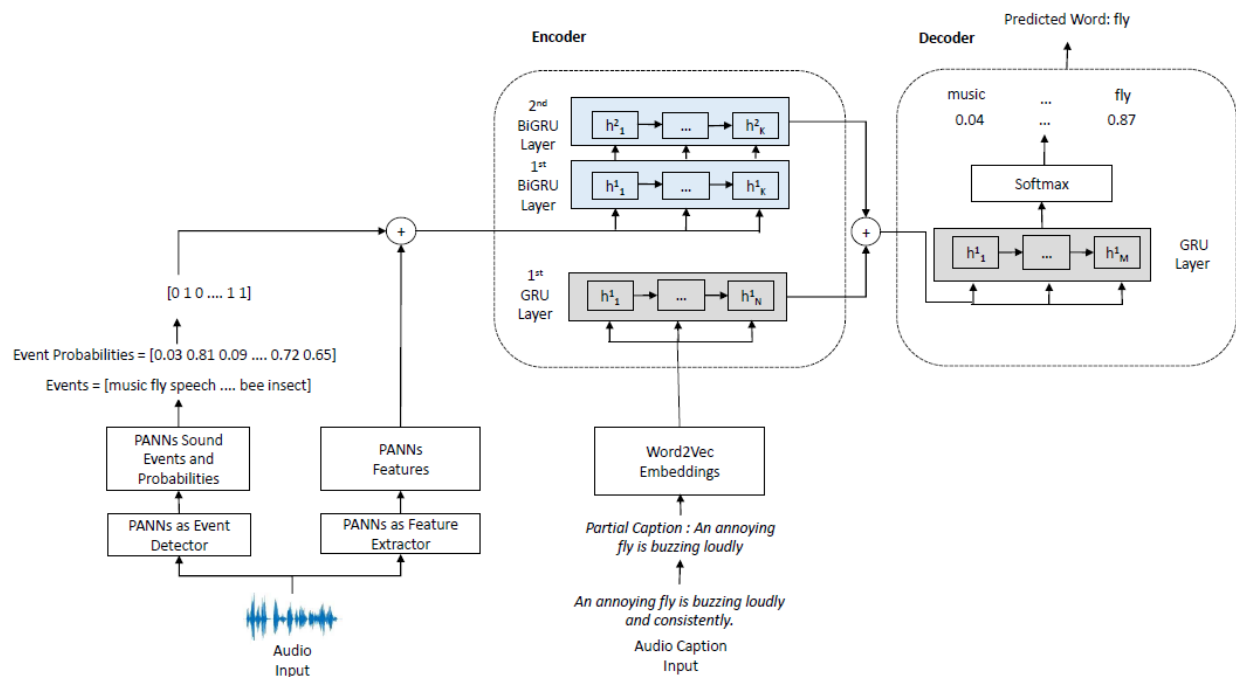 Predicted Word: fly
Encoder
Decoder
2nd
BiGRU
Layer
h²₁
...
h²K
1st
BiGRU
Layer
h¹₁
...
h¹K
music
...
fly
0.04
...
0.87
Softmax
+
+
h¹₁
...
h¹M
GRU
Layer
1st
GRU
Layer
h¹₁
...
h¹N
[0 1 0 .... 1 1]
Event Probabilities = [0.03 0.81 0.09 .... 0.72 0.65]
Events = [music fly speech .... bee insect]
PANNs Sound
Events and
Probabilities
PANNs
Features
Word2Vec
Embeddings
PANNs as Event
Detector
PANNs as Feature
Extractor
Partial Caption : An annoying
fly is buzzing loudly
An annoying fly is buzzing loudly
and consistently.
Audio
Input
Audio Caption
Input